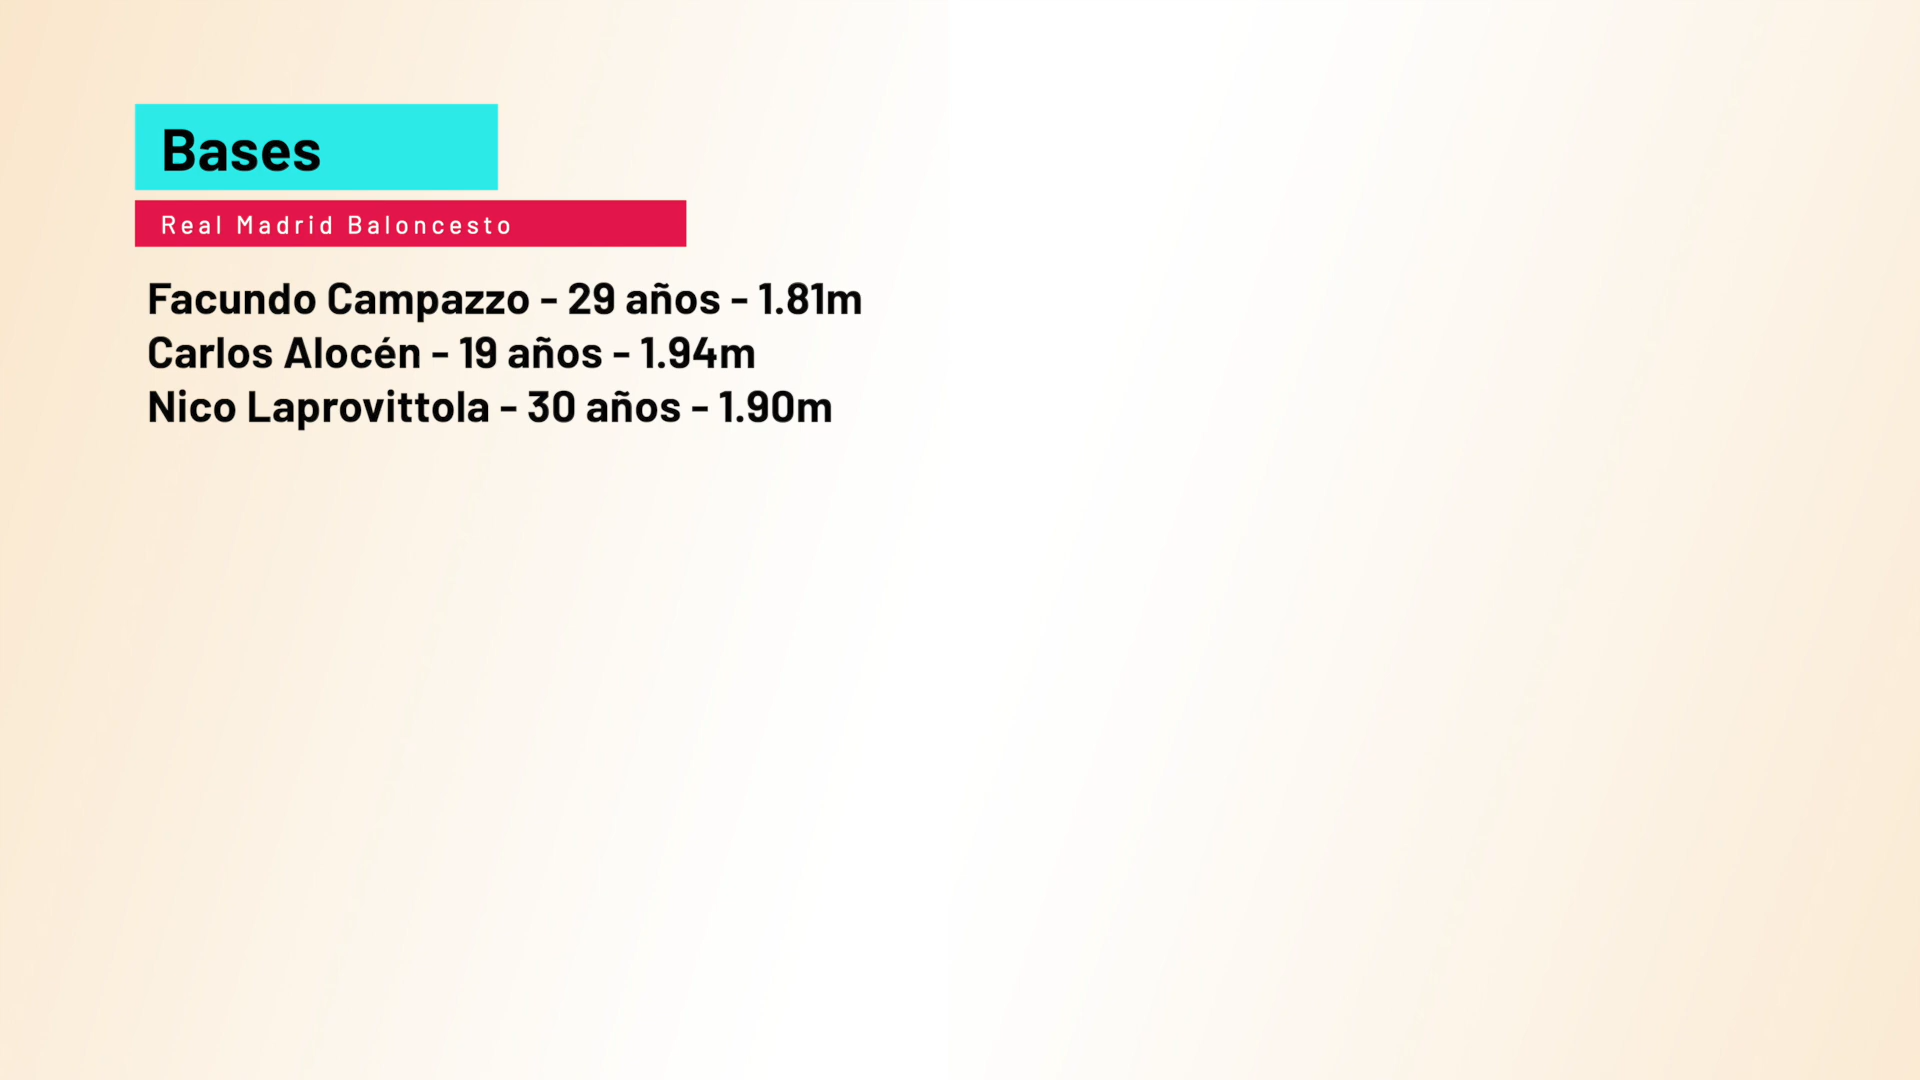 Bases
Real Madrid Baloncesto
Facundo Campazzo - 29 años - 1.81m
Carlos Alocén - 19 años - 1.94m
Nico Laprovittola - 30 años - 1.90m